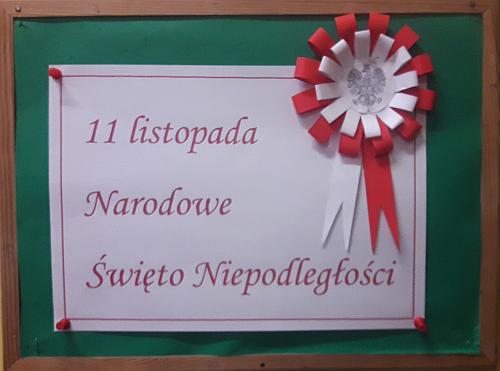 11 listopada
Narodowe
Święto Niepodległości